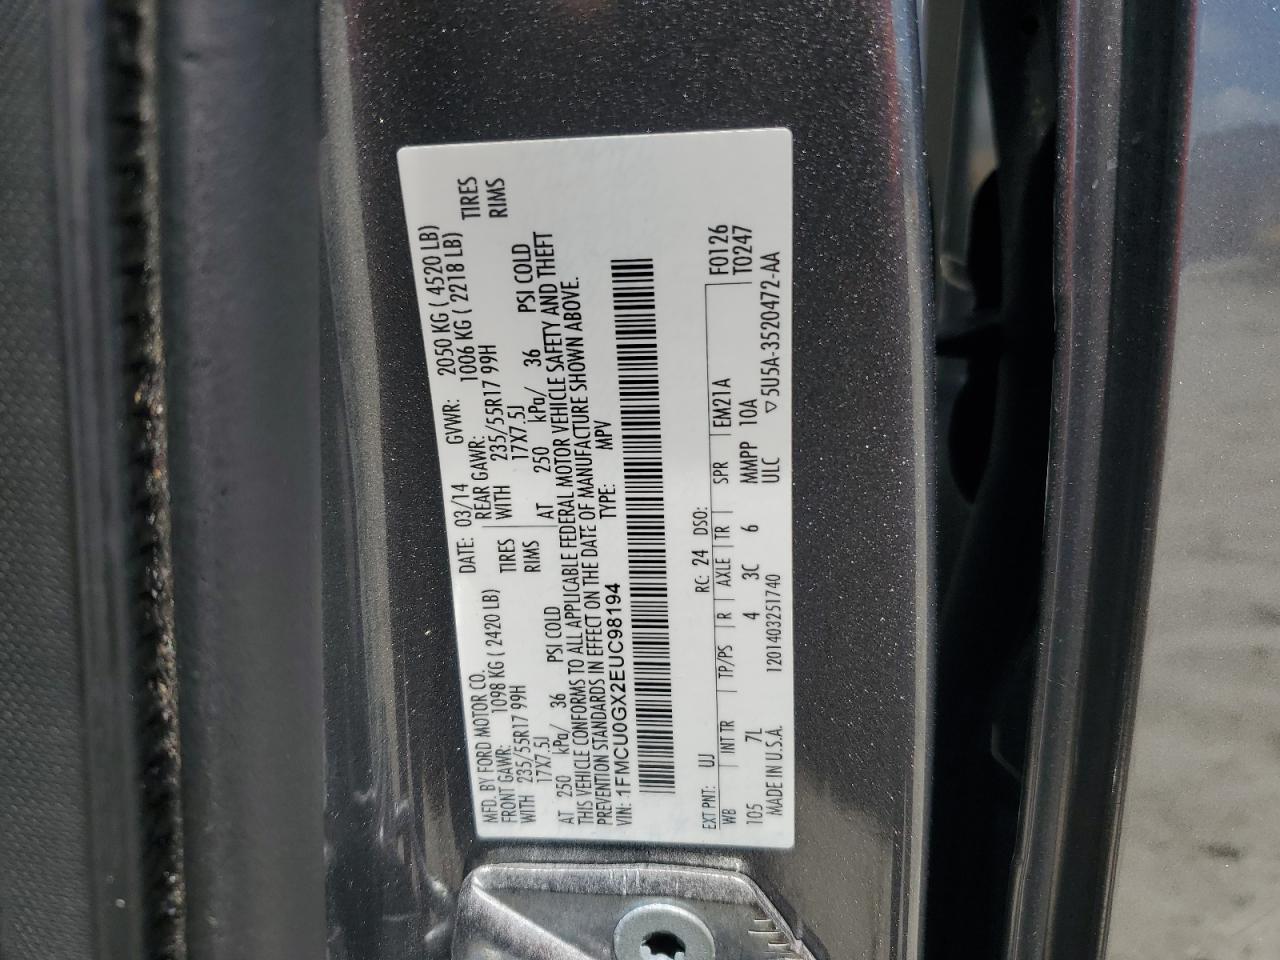 MFD. BY FORD MOTOR CO.
DATE: 03/14 GVWR: 2050 KG ( 4520 LB)
FRONT GAWR: 1098 KG ( 2420 LB) REAR GAWR: 1006 KG ( 2218 LB)
WITH 235/55R17 99H TIRES WITH 235/55R17 99H TIRES
17X7.5J RIMS 17X7.5J RIMS
AT 250 kPa/ 36 PSI COLD AT 250 kPa/ 36 PSI COLD
THIS VEHICLE CONFORMS TO ALL APPLICABLE FEDERAL MOTOR VEHICLE SAFETY AND THEFT
PREVENTION STANDARDS IN EFFECT ON THE DATE OF MANUFACTURE SHOWN ABOVE.
VIN: 1FMCU0GX2EUC98194 TYPE: MPV
F0126
T0247
EXT PNT: UJ RC: 24 DSO:
WB INT TR TP/PS R AXLE TR SPR EM21A
105 7L 4 3C 6 MMPP 10A
MADE IN U.S.A. 1201403251740 ULC ▽5U5A-3520472-AA